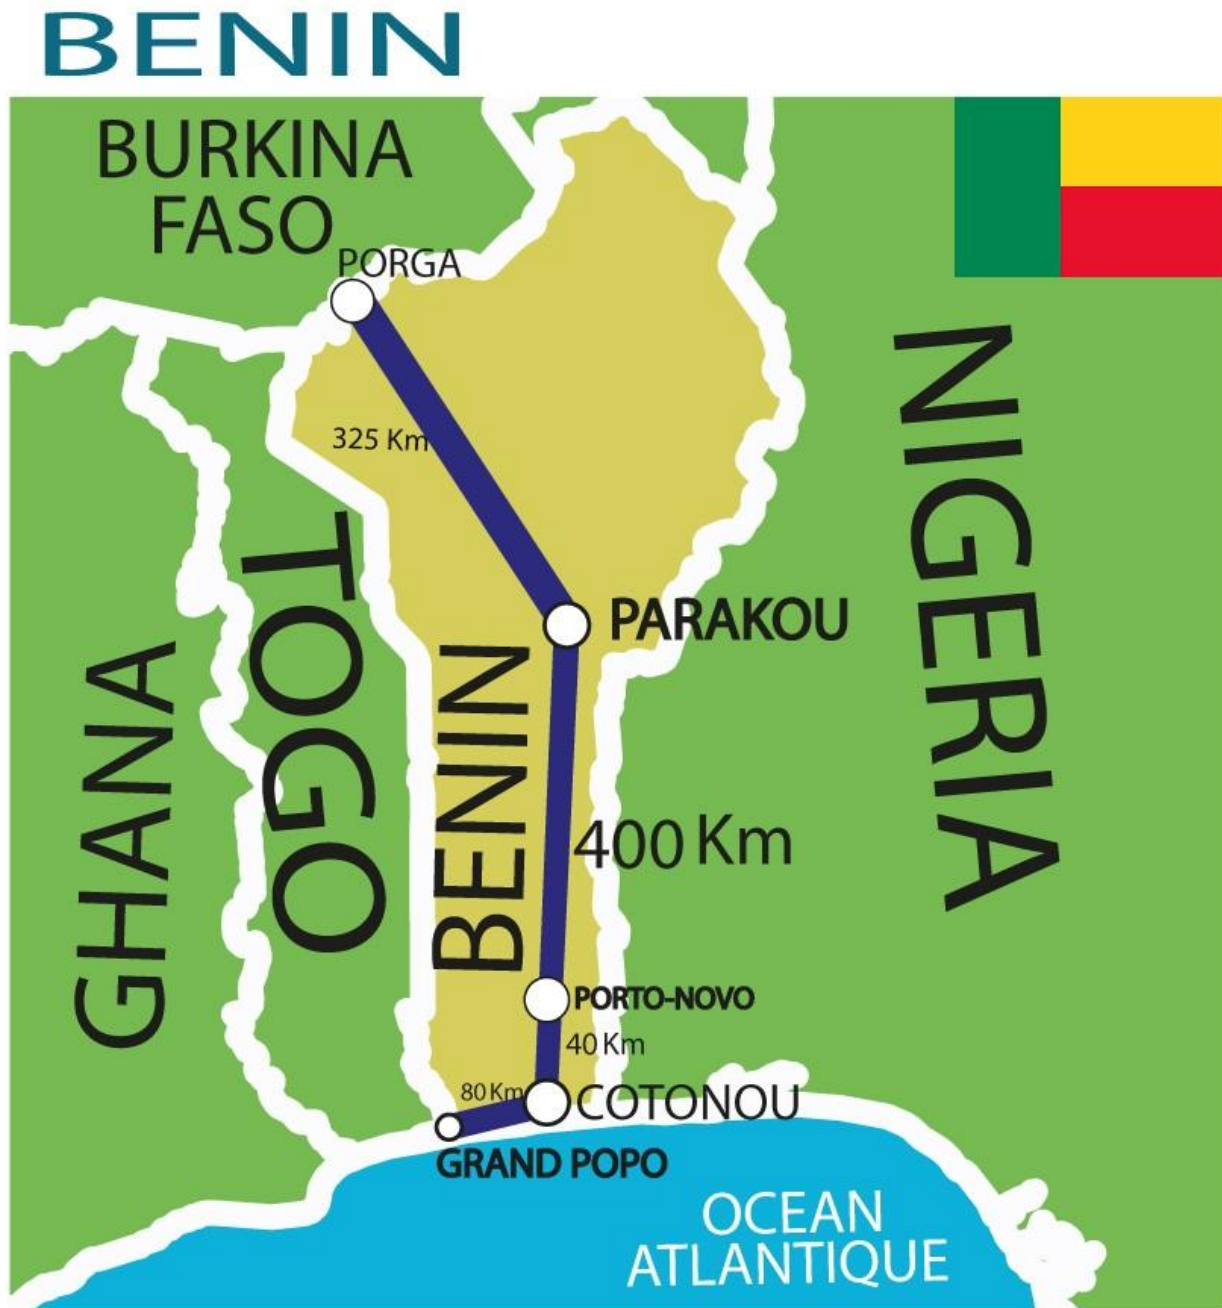 BENIN
BURKINA
FASO
PORGA
NIGERIA
325 Km
TOGO
PARAKOU
GHANA
BENIN
400 Km
PORTO-NOVO
40 Km
80 Km
COTONOU
GRAND POPO
OCEAN
ATLANTIQUE